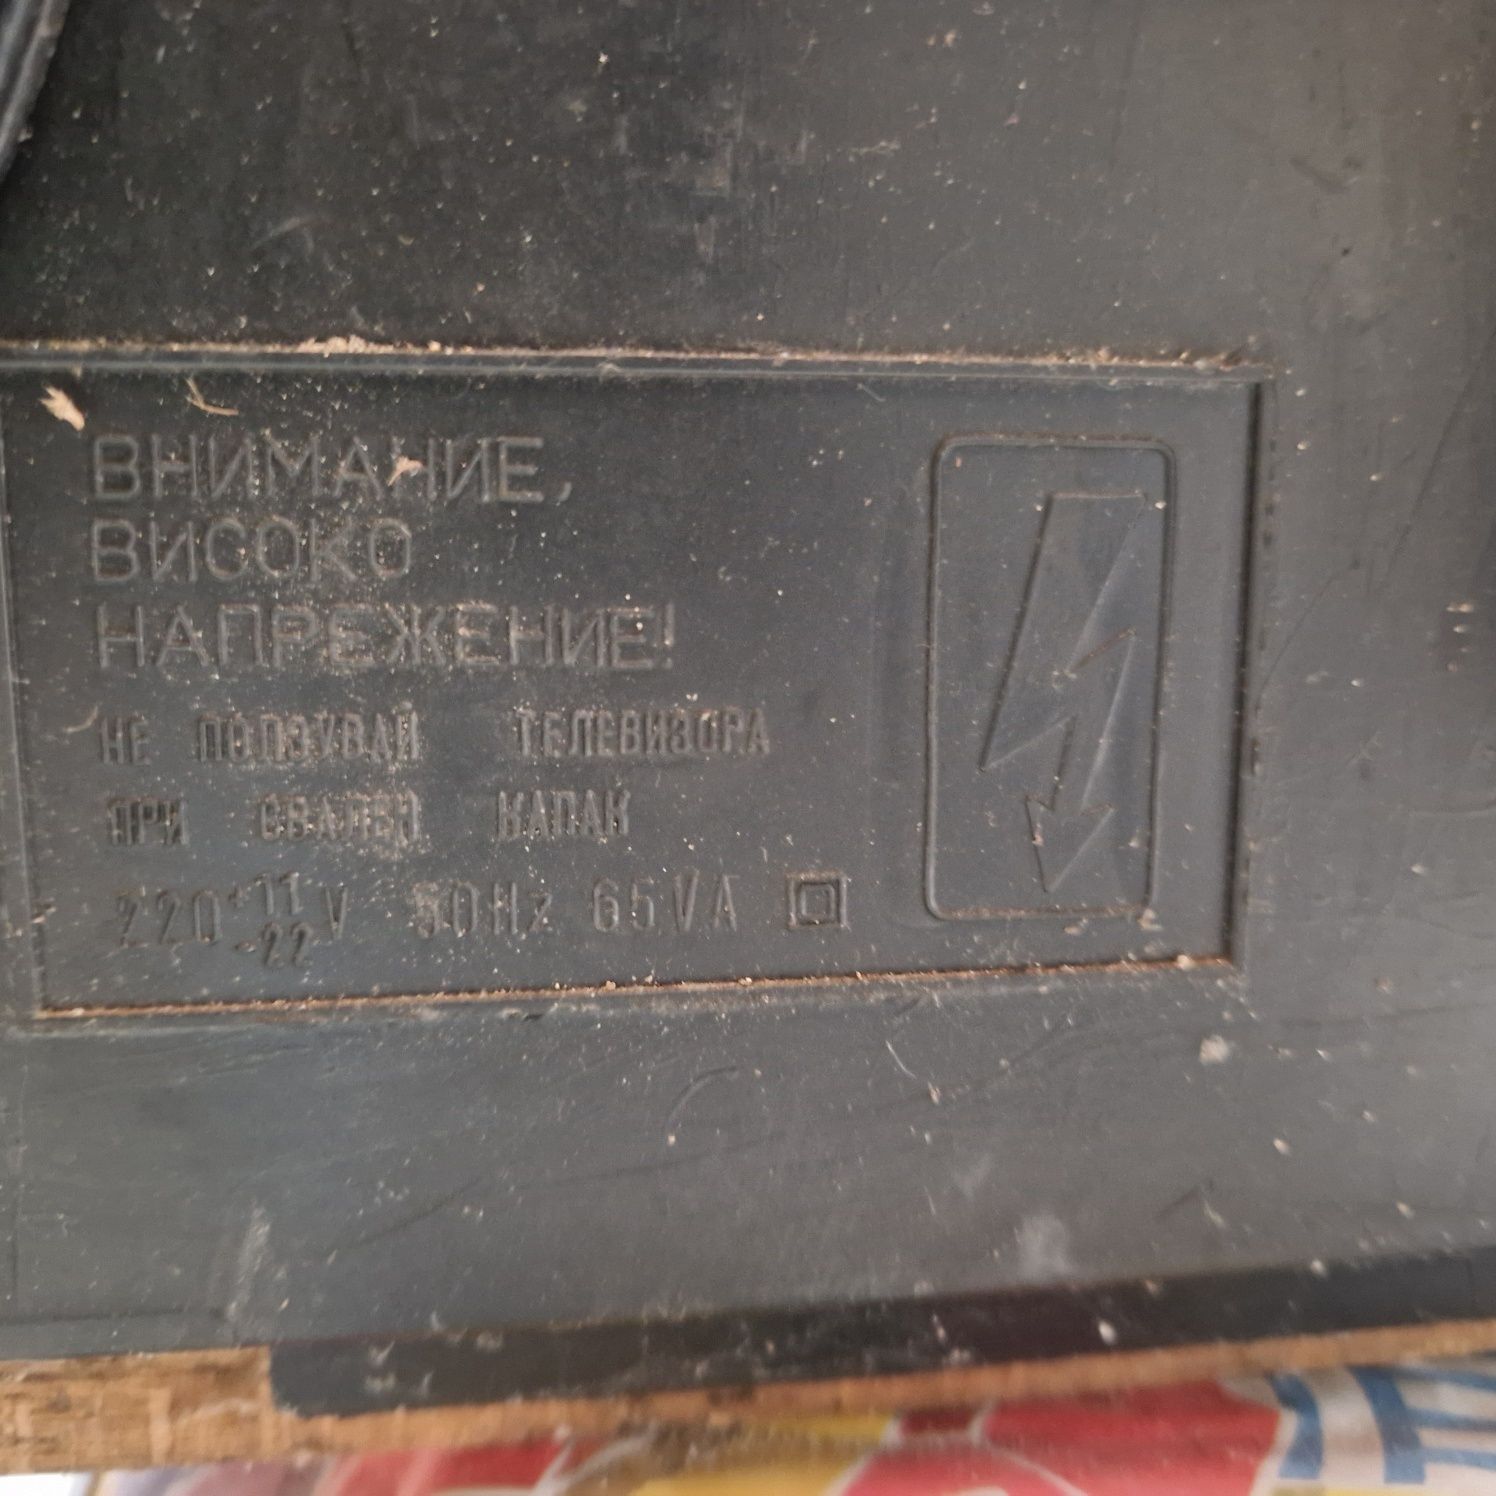 ВНИМАНИЕ,
ВИСОКО
НАПРЕЖЕНИЕ!
НЕ ПОЛЗУВАЙ ТЕЛЕВИЗОРА
ПРИ СВАЛЕН КАПАК
220 +11 -22 V 50Hz 65VA